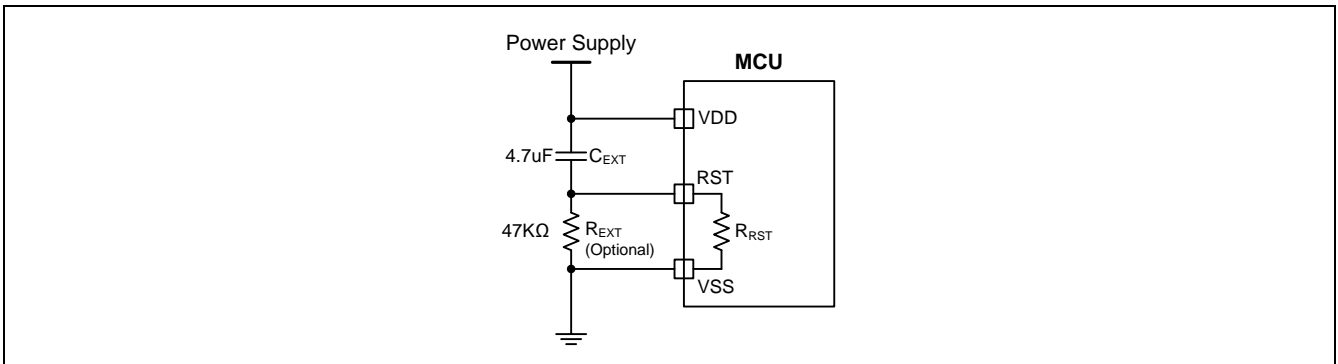 Power Supply
MCU
VDD
4.7uF
CEXT
RST
47KΩ
REXT
(Optional)
RRST
VSS